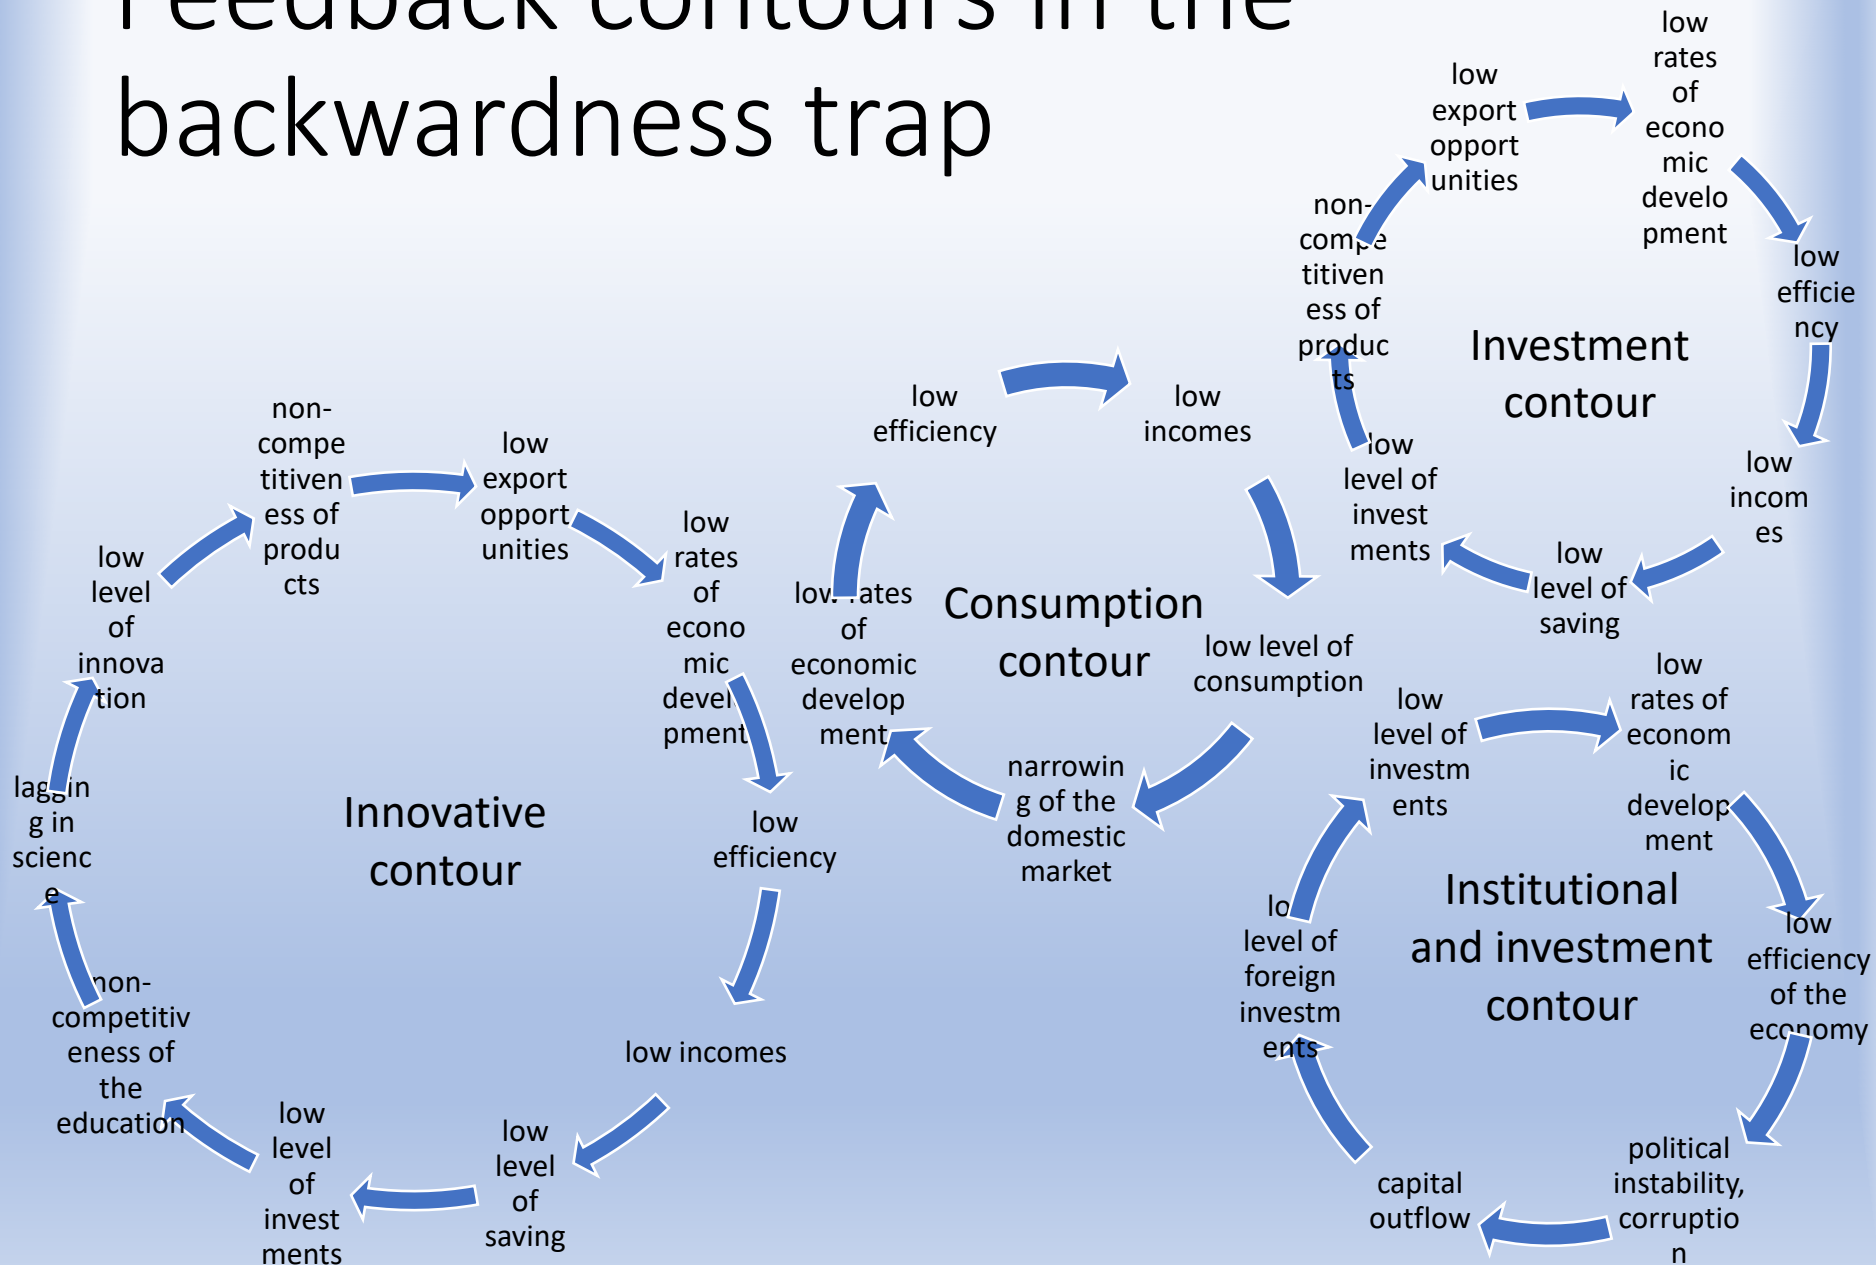 Feedback contours in the
backwardness trap
non-
compe
titiven
ess of
produ
cts
low
export
opport
unities
low
rates
of
econo
mic
develo
pment
low
efficiency
low incomes
low
level
of
saving
low
level
of
invest
ments
non-
competitiv
eness of
the
education
laggin
g in
scienc
e
low
level
of
innova
tion
Innovative
contour
low
efficiency
low
incomes
low level of
consumption
narrowin
g of the
domestic
market
low rates
of
economic
develop
ment
Consumption
contour
low
export
opport
unities
low
rates
of
econo
mic
develo
pment
low
efficie
ncy
low
incom
es
low
level of
saving
low
level of
invest
ments
non-
compe
titiven
ess of
produc
ts
Investment
contour
low
level of
investm
ents
low
rates of
econom
ic
develop
ment
low
efficiency
of the
economy
political
instability,
corruptio
n
capital
outflow
low
level of
foreign
investm
ents
Institutional
and investment
contour